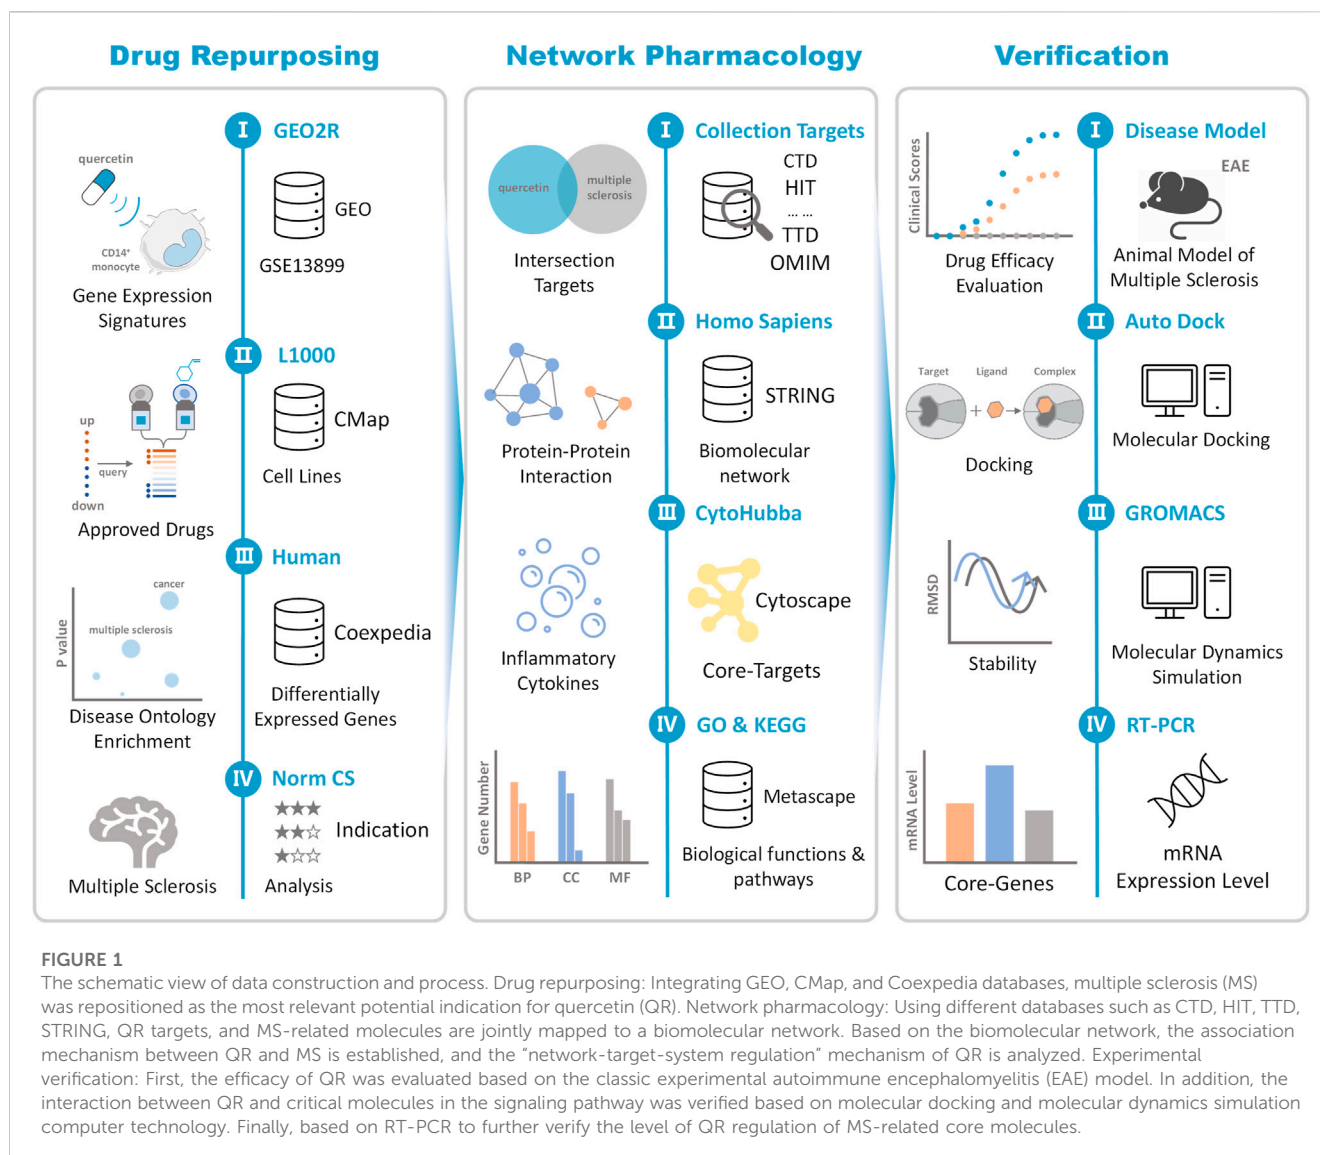 Drug Repurposing
I
GEO2R
quercetin
CD14+
monocyte
GEO
GSE13899
Gene Expression
Signatures
II
L1000
up
query
down
CMap
Cell Lines
Approved Drugs
III
Human
P value
cancer
multiple sclerosis
Coexpedia
Disease Ontology
Enrichment
Differentially
Expressed Genes
IV
Norm CS
★★★
★★☆
★☆☆
Indication
Multiple Sclerosis
Analysis
Network Pharmacology
I
Collection Targets
quercetin
multiple
sclerosis
CTD
HIT
... ...
TTD
OMIM
Intersection
Targets
II
Homo Sapiens
STRING
Protein-Protein
Interaction
Biomolecular
network
III
CytoHubba
Cytoscape
Inflammatory
Cytokines
Core-Targets
IV
GO & KEGG
Gene Number
BP
CC
MF
Metascape
Biological functions &
pathways
Verification
I
Disease Model
Clinical Scores
EAE
Drug Efficacy
Evaluation
Animal Model of
Multiple Sclerosis
II
Auto Dock
Target
Ligand
Complex
+
Docking
Molecular Docking
III
GROMACS
RMSD
Stability
Molecular Dynamics
Simulation
IV
RT-PCR
mRNA Level
Core-Genes
mRNA
Expression Level
FIGURE 1
The schematic view of data construction and process. Drug repurposing: Integrating GEO, CMap, and Coexpedia databases, multiple sclerosis (MS)
was repositioned as the most relevant potential indication for quercetin (QR). Network pharmacology: Using different databases such as CTD, HIT, TTD,
STRING, QR targets, and MS-related molecules are jointly mapped to a biomolecular network. Based on the biomolecular network, the association
mechanism between QR and MS is established, and the “network-target-system regulation” mechanism of QR is analyzed. Experimental
verification: First, the efficacy of QR was evaluated based on the classic experimental autoimmune encephalomyelitis (EAE) model. In addition, the
interaction between QR and critical molecules in the signaling pathway was verified based on molecular docking and molecular dynamics simulation
computer technology. Finally, based on RT-PCR to further verify the level of QR regulation of MS-related core molecules.